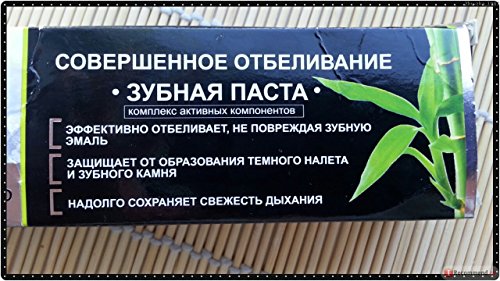 СОВЕРШЕННОЕ ОТБЕЛИВАНИЕ
• ЗУБНАЯ ПАСТА •
комплекс активных компонентов
ЭФФЕКТИВНО ОТБЕЛИВАЕТ, НЕ ПОВРЕЖДАЯ ЗУБНУЮ
ЭМАЛЬ
ЗАЩИЩАЕТ ОТ ОБРАЗОВАНИЯ ТЕМНОГО НАЛЕТА
И ЗУБНОГО КАМНЯ
НАДОЛГО СОХРАНЯЕТ СВЕЖЕСТЬ ДЫХАНИЯ